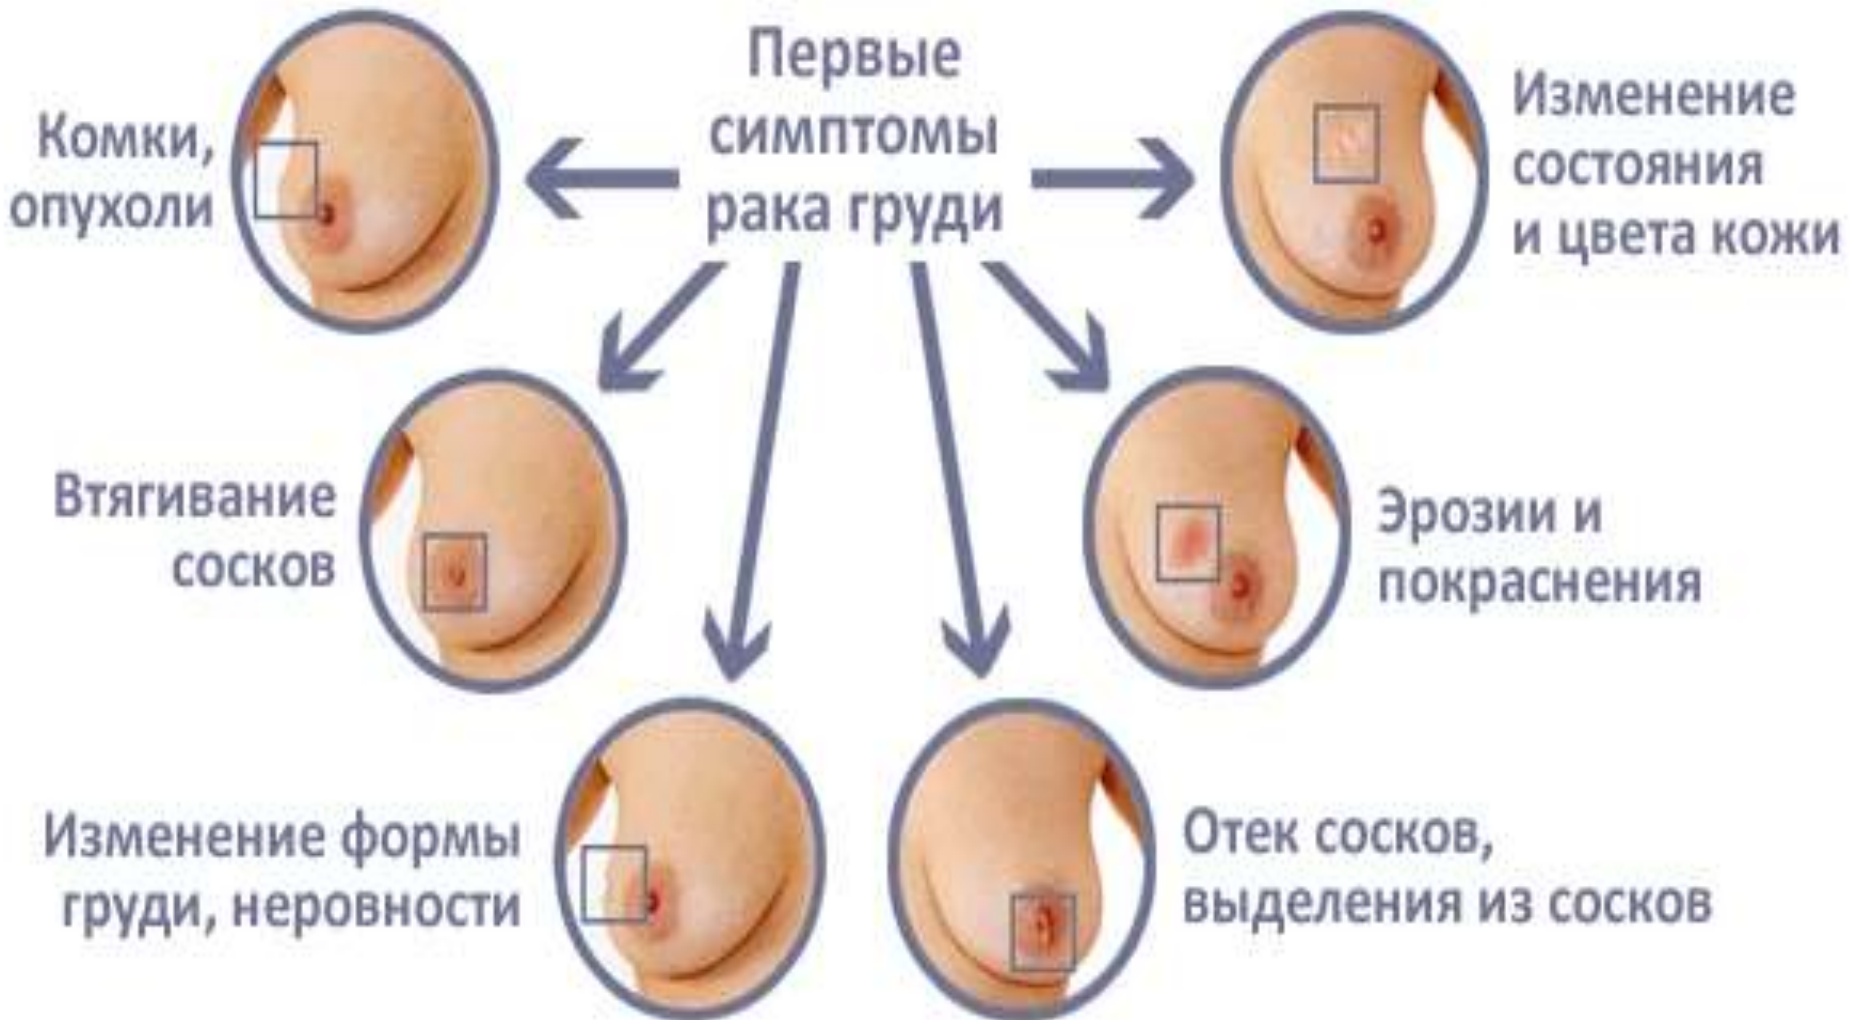 Первые
симптомы
рака груди
Комки,
опухоли
Изменение
состояния
и цвета кожи
Втягивание
сосков
Эрозии и
покраснения
Изменение формы
груди, неровности
Отек сосков,
выделения из сосков